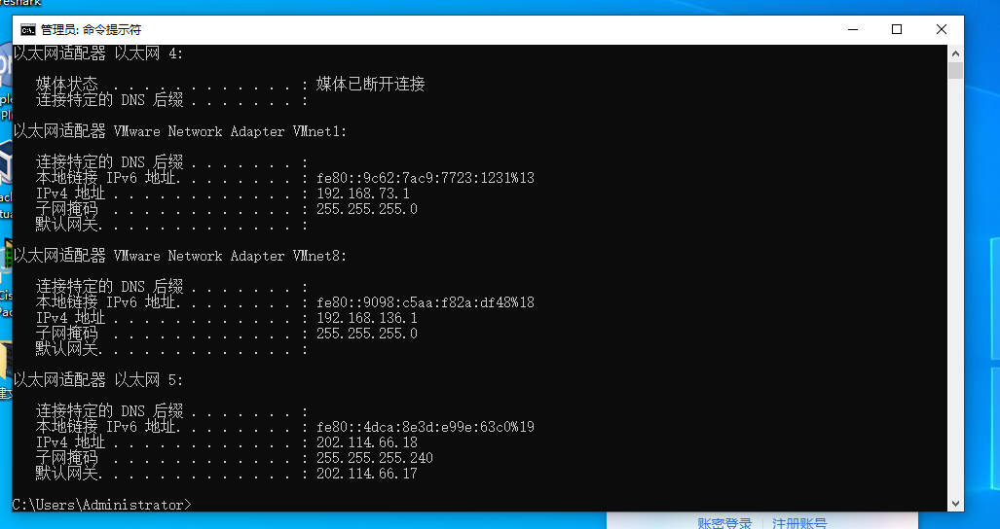 reshark
管理员: 命令提示符
以太网适配器 以太网 4:
媒体状态 . . . . . . . . . . . . : 媒体已断开连接
连接特定的 DNS 后缀 . . . . . . . :
以太网适配器 VMware Network Adapter VMnet1:
连接特定的 DNS 后缀 . . . . . . . :
本地链接 IPv6 地址. . . . . . . . : fe80::9c62:7ac9:7723:1231%13
IPv4 地址 . . . . . . . . . . . . : 192.168.73.1
子网掩码 . . . . . . . . . . . . : 255.255.255.0
默认网关. . . . . . . . . . . . . :
以太网适配器 VMware Network Adapter VMnet8:
连接特定的 DNS 后缀 . . . . . . . :
本地链接 IPv6 地址. . . . . . . . : fe80::9098:c5aa:f82a:df48%18
IPv4 地址 . . . . . . . . . . . . : 192.168.136.1
子网掩码 . . . . . . . . . . . . : 255.255.255.0
默认网关. . . . . . . . . . . . . :
以太网适配器 以太网 5:
连接特定的 DNS 后缀 . . . . . . . :
本地链接 IPv6 地址. . . . . . . . : fe80::4dca:8e3d:e99e:63c0%19
IPv4 地址 . . . . . . . . . . . . : 202.114.66.18
子网掩码 . . . . . . . . . . . . : 255.255.255.240
默认网关. . . . . . . . . . . . . : 202.114.66.17
C:\Users\Administrator>
账密登录 注册账号